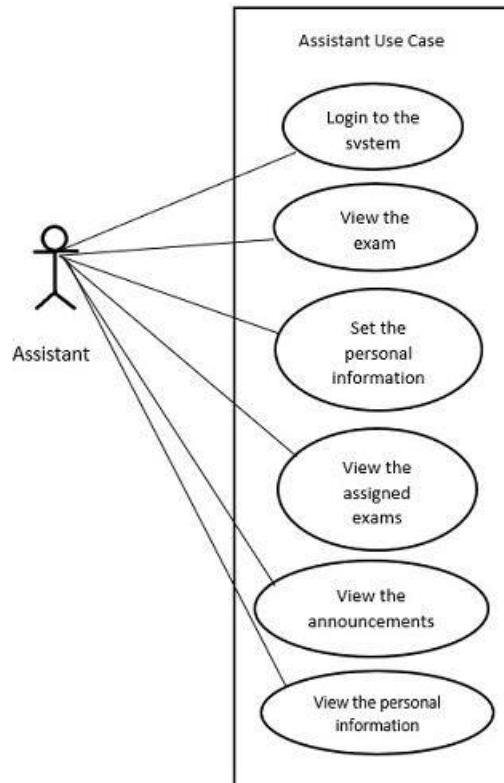 Assistant Use Case
Login to the
svstem
View the
exam
Set the
personal
information
Assistant
View the
assigned
exams
View the
announcements
View the personal
information